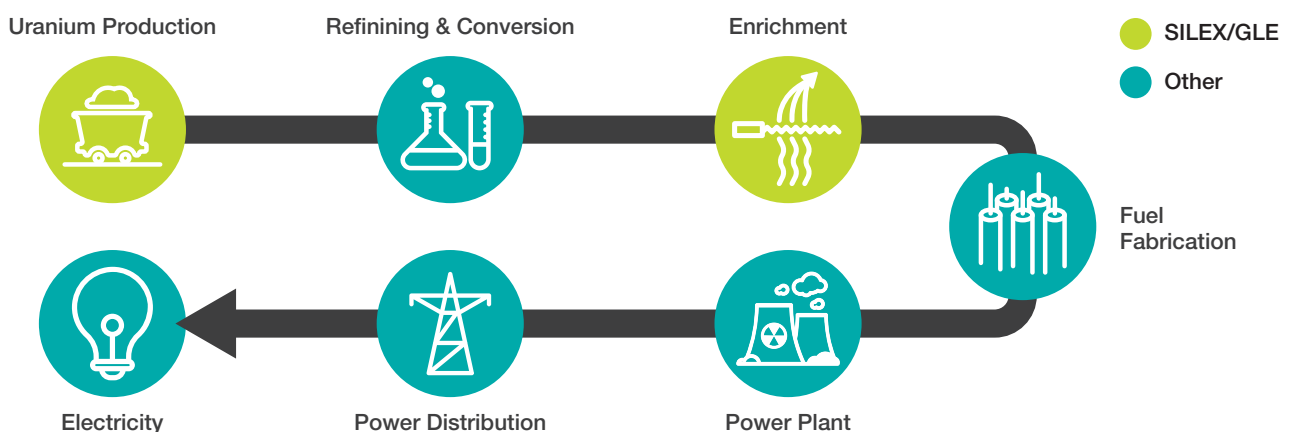 Uranium Production
Refinining & Conversion
Enrichment
SILEX/GLE
Other
Fuel
Fabrication
Electricity
Power Distribution
Power Plant